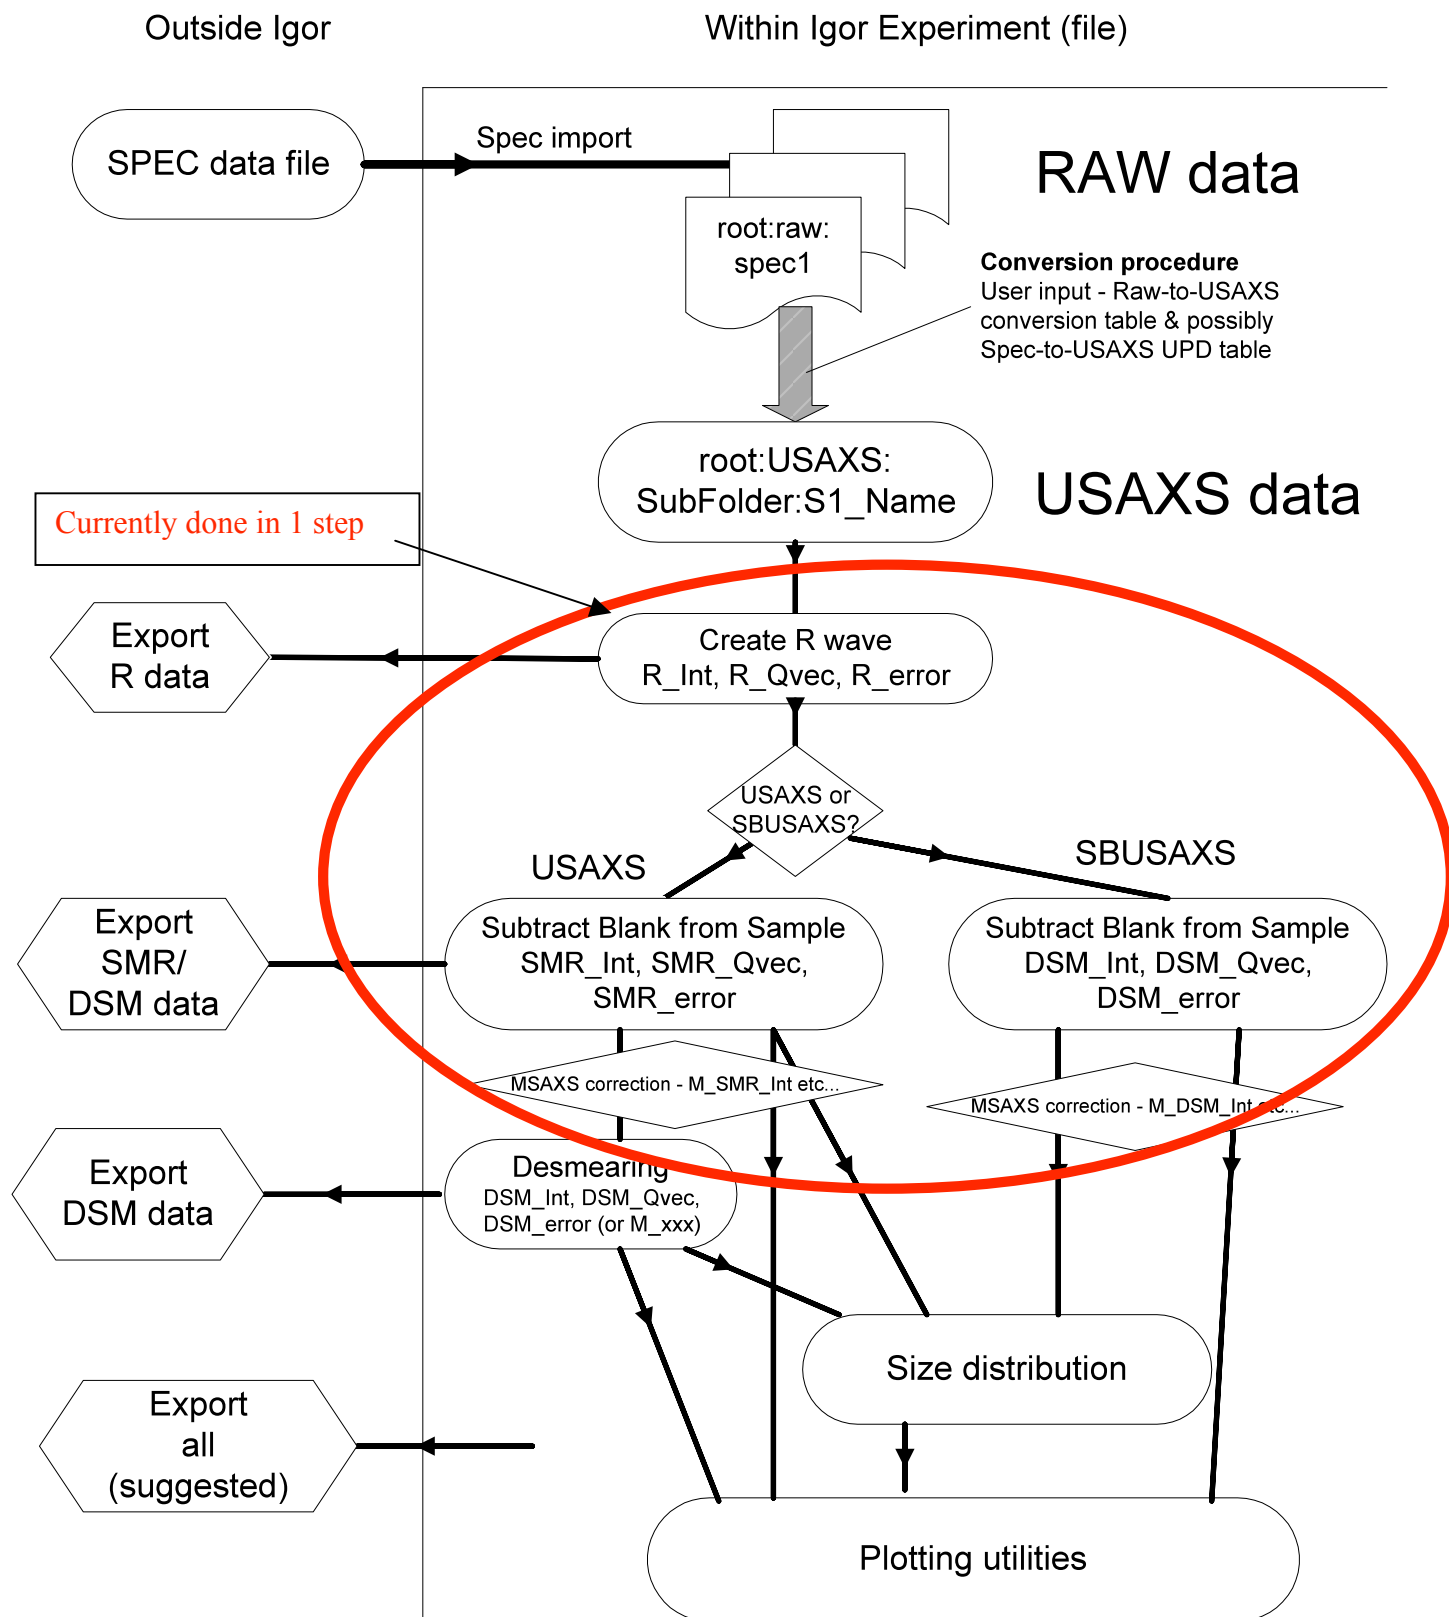 Outside Igor
Within Igor Experiment (file)
SPEC data file
Spec import
RAW data
root:raw:
spec1
Conversion procedure
User input - Raw-to-USAXS
conversion table & possibly
Spec-to-USAXS UPD table
root:USAXS:
SubFolder:S1_Name
USAXS data
Currently done in 1 step
Export
R data
Create R wave
R_Int, R_Qvec, R_error
USAXS or
SBUSAXS?
USAXS
SBUSAXS
Export
SMR/
DSM data
Subtract Blank from Sample
SMR_Int, SMR_Qvec,
SMR_error
Subtract Blank from Sample
DSM_Int, DSM_Qvec,
DSM_error
MSAXS correction - M_SMR_Int etc...
MSAXS correction - M_DSM_Int etc...
Export
DSM data
Desmearing
DSM_Int, DSM_Qvec,
DSM_error (or M_xxx)
Size distribution
Export
all
(suggested)
Plotting utilities